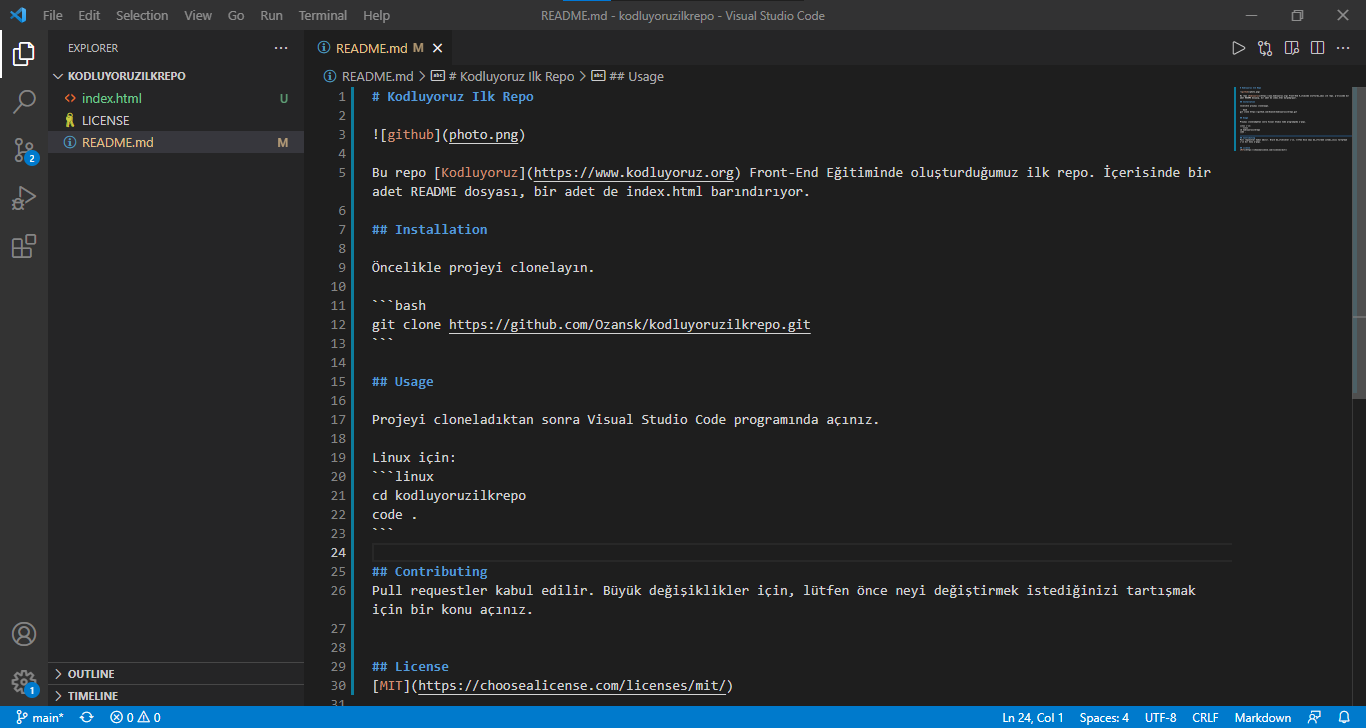 File Edit Selection View Go Run Terminal Help README.md - kodluyoruzilkrepo - Visual Studio Code
EXPLORER
README.md M
KODLUYORUZILKREPO
README.md > # Kodluyoruz Ilk Repo > ## Usage
index.html U
LICENSE
README.md M
1 # Kodluyoruz Ilk Repo
2
3 ![github](photo.png)
4
5 Bu repo [Kodluyoruz](https://www.kodluyoruz.org) Front-End Eğitiminde oluşturduğumuz ilk repo. İçerisinde bir
adet README dosyası, bir adet de index.html barındırıyor.
6
7 ## Installation
8
9 Öncelikle projeyi clonelayın.
10
11 ```bash
12 git clone https://github.com/Ozansk/kodluyoruzilkrepo.git
13 ```
14
15 ## Usage
16
17 Projeyi cloneladıktan sonra Visual Studio Code programında açınız.
18
19 Linux için:
20 ```linux
21 cd kodluyoruzilkrepo
22 code .
23 ```
24
25 ## Contributing
26 Pull requestler kabul edilir. Büyük değişiklikler için, lütfen önce neyi değiştirmek istediğinizi tartışmak
için bir konu açınız.
27
28
29 ## License
30 [MIT](https://choosealicense.com/licenses/mit/)
31
2
1
OUTLINE
TIMELINE
main* 0 0 Ln 24, Col 1 Spaces: 4 UTF-8 CRLF Markdown